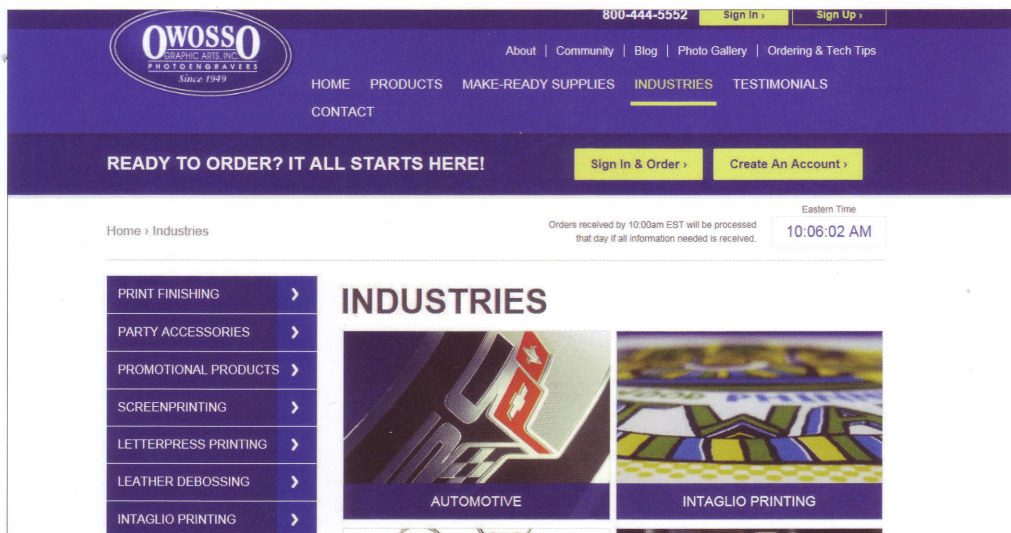 800-444-5552 Sign In › Sign Up ›
OWOSSO
GRAPHIC ARTS, INC.
PHOTOENGRAVERS
Since 1949
About | Community | Blog | Photo Gallery | Ordering & Tech Tips
HOME PRODUCTS MAKE-READY SUPPLIES INDUSTRIES TESTIMONIALS
CONTACT
READY TO ORDER? IT ALL STARTS HERE!
Sign In & Order › Create An Account ›
Home › Industries
Orders received by 10:00am EST will be processed
that day if all information needed is received.
Eastern Time
10:06:02 AM
PRINT FINISHING
PARTY ACCESSORIES
PROMOTIONAL PRODUCTS
SCREENPRINTING
LETTERPRESS PRINTING
LEATHER DEBOSSING
INTAGLIO PRINTING
INDUSTRIES
AUTOMOTIVE
INTAGLIO PRINTING